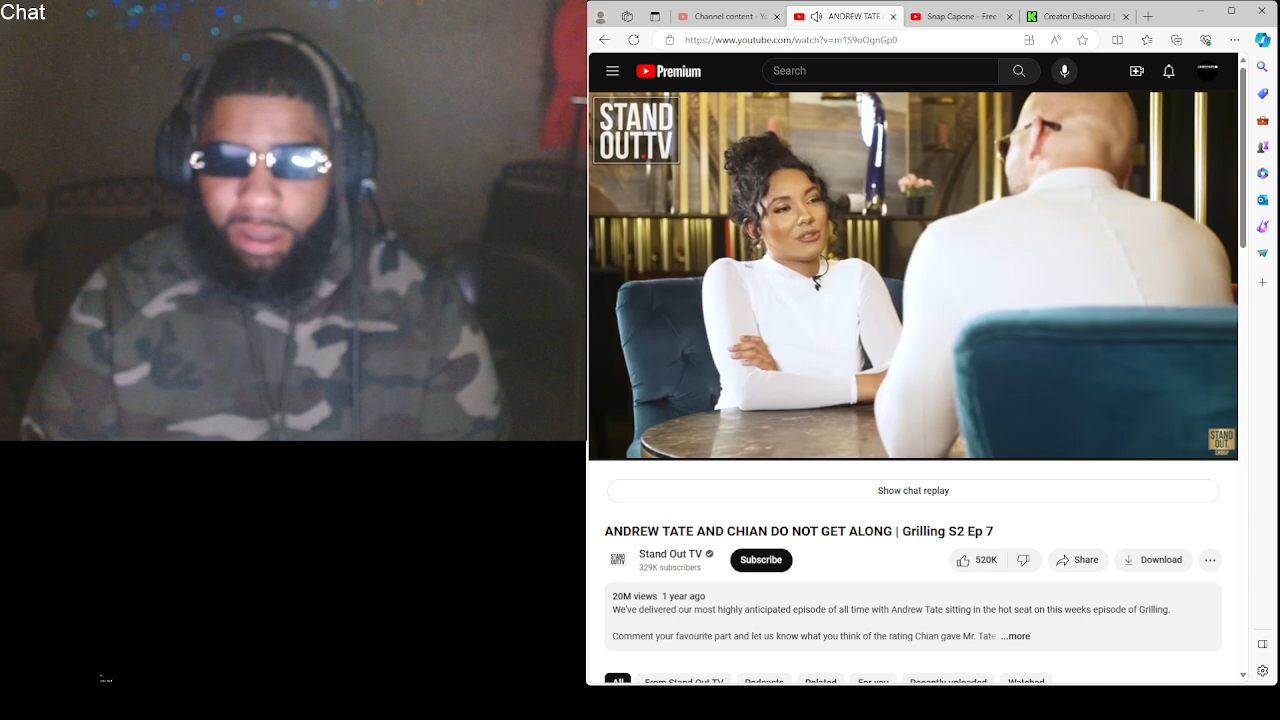 Chat
Channel content - Yo
ANDREW TATE
Snap Capone - Free
Creator Dashboard
https://www.youtube.com/watch?v=m1S9oOgnGp0
Premium
Search
STAND
OUTTV
STAND
OUT.
GROUP
Show chat replay
ANDREW TATE AND CHIAN DO NOT GET ALONG | Grilling S2 Ep 7
STAND
OUTTV
Stand Out TV
329K subscribers
Subscribe
520K
Share
Download
20M views 1 year ago
We've delivered our most highly anticipated episode of all time with Andrew Tate sitting in the hot seat on this weeks episode of Grilling.
Comment your favourite part and let us know what you think of the rating Chian gave Mr. Tate. ...more
All
From Stand Out TV
Podcasts
Related
For you
Recently uploaded
Watched